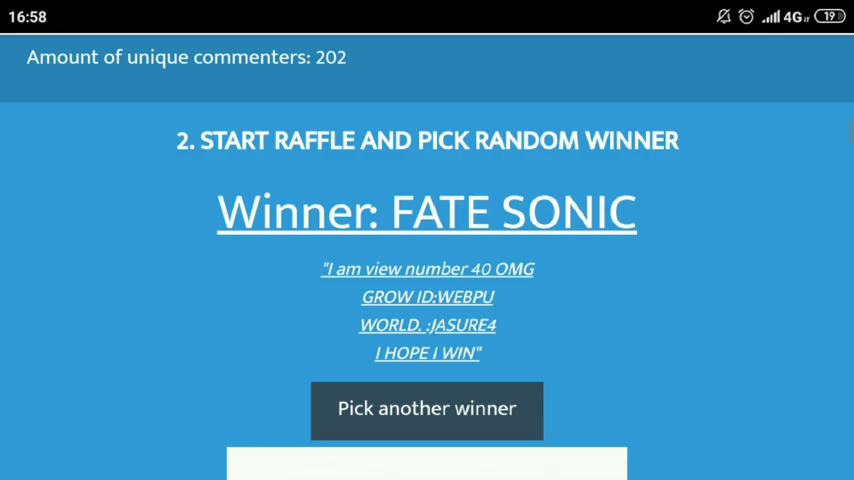 16:58
4G
19
Amount of unique commenters: 202
2. START RAFFLE AND PICK RANDOM WINNER
Winner: FATE SONIC
"I am view number 40 OMG
GROW ID:WEBPU
WORLD. :JASURE4
I HOPE I WIN"
Pick another winner